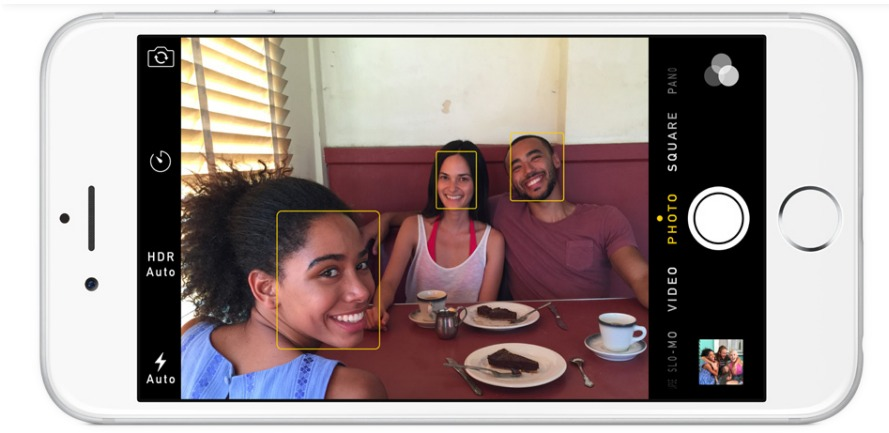 HDR
Auto
Auto
PANO
SQUARE
PHOTO
VIDEO
SLO-MO